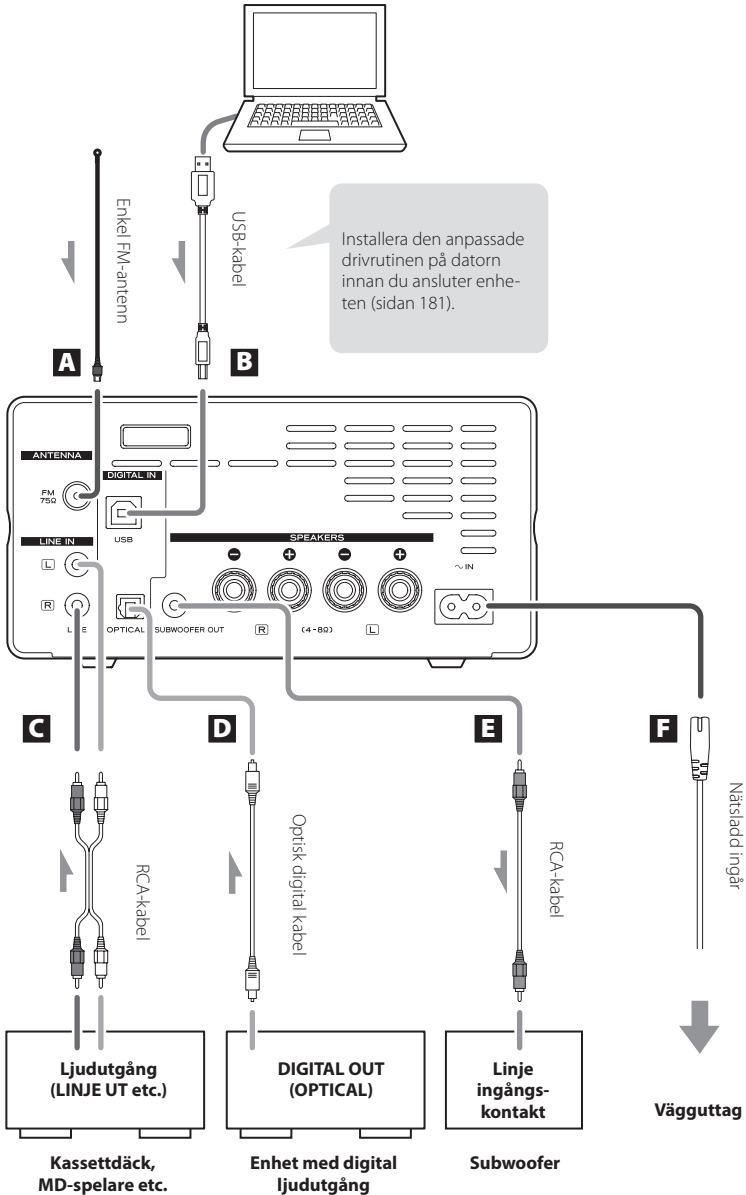 Enkel FM-antenn
USB-kabel
Installera den anpassade
drivrutinen på datorn
innan du ansluter enhe-
ten (sidan 181).
A
B
ANTENNA
DIGITAL IN
FM
75Ω
USB
LINE IN
SPEAKERS
L
∼ IN
R
LINE
OPTICAL
SUBWOOFER OUT
R
(4-8Ω)
L
C
D
E
F
RCA-kabel
Optisk digital kabel
RCA-kabel
Nätsladd ingår
Ljudutgång
(LINJE UT etc.)
DIGITAL OUT
(OPTICAL)
Linje
ingångs-
kontakt
Vägguttag
Kassettdäck,
MD-spelare etc.
Enhet med digital
ljudutgång
Subwoofer